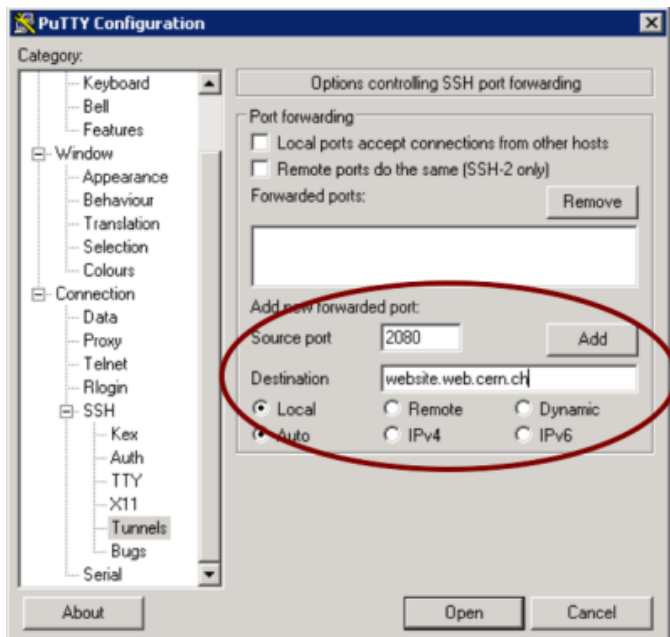 PuTTY Configuration
Category:
Keyboard
Bell
Features
Window
Appearance
Behaviour
Translation
Selection
Colours
Connection
Data
Proxy
Telnet
Rlogin
SSH
Kex
Auth
TTY
X11
Tunnels
Bugs
Serial
Options controlling SSH port forwarding
Port forwarding
Local ports accept connections from other hosts
Remote ports do the same (SSH-2 only)
Forwarded ports:
Remove
Add new forwarded port:
Source port 2080 Add
Destination website.web.cern.ch
Local Remote Dynamic
Auto IPv4 IPv6
About Open Cancel